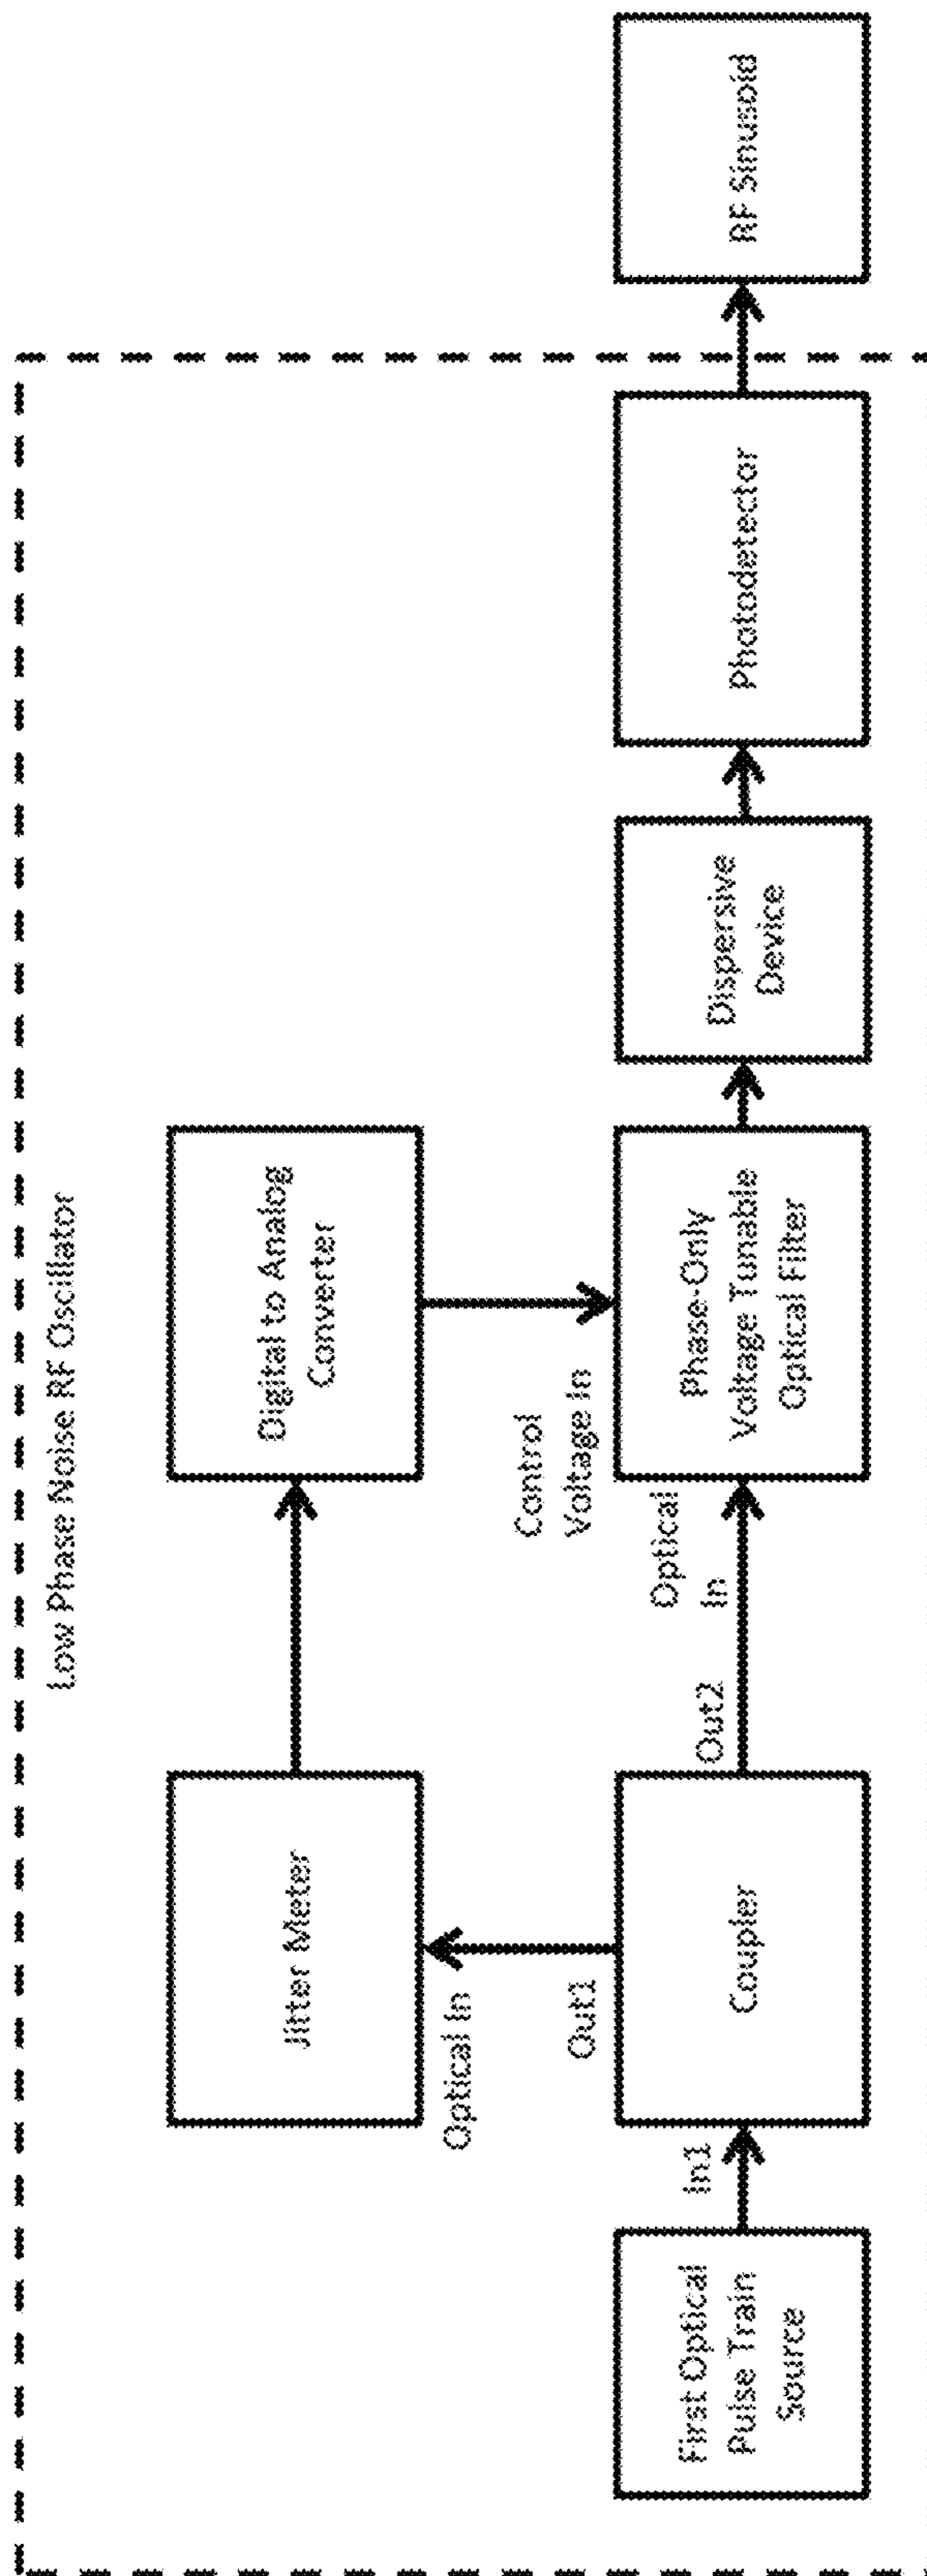 Low Phase Noise RF Oscillator
Jitter Meter
Digital to Analog
Converter
Optical In
Out1
Control
Voltage In
First Optical
Pulse Train
Source
In1
Coupler
Out2
Optical
In
Phase-Only
Voltage Tunable
Optical Filter
Dispersive
Device
Photodetector
RF Sinusoid